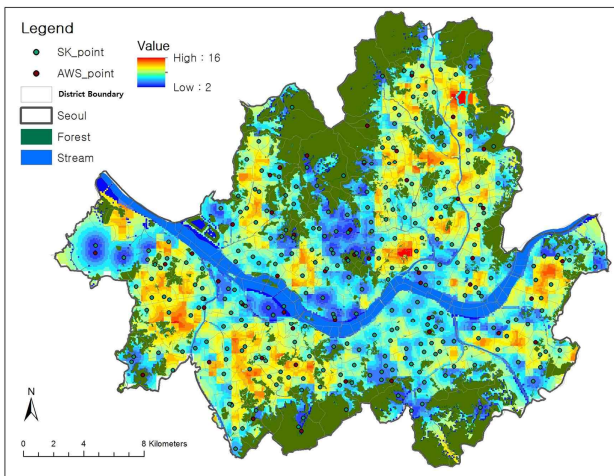 Legend
SK_point
AWS_point
District Boundary
Seoul
Forest
Stream
Value
High : 16
Low : 2
N
0 2 4 8 Kilometers